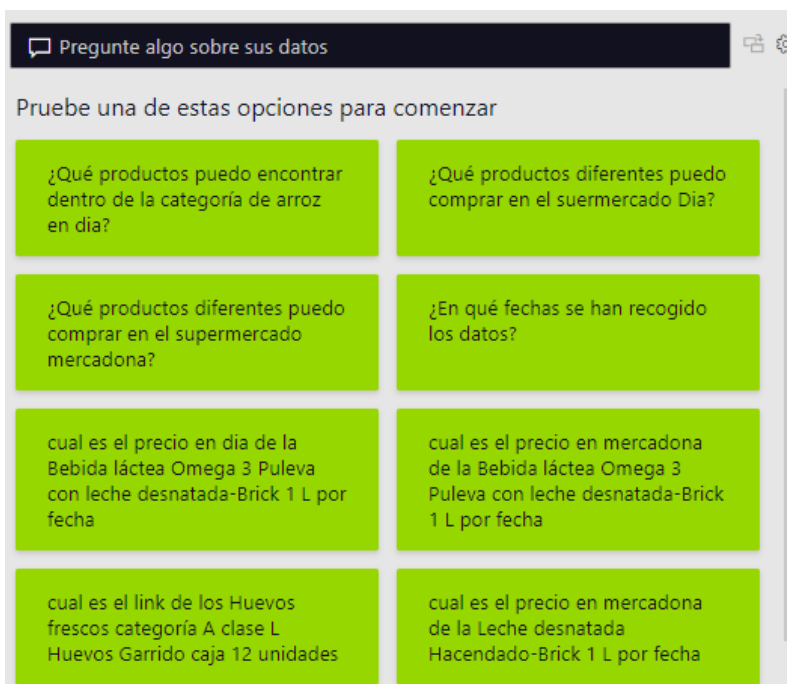 Pregunte algo sobre sus datos
Pruebe una de estas opciones para comenzar
¿Qué productos puedo encontrar
dentro de la categoría de arroz
en dia?
¿Qué productos diferentes puedo
comprar en el suermercado Dia?
¿Qué productos diferentes puedo
comprar en el supermercado
mercadona?
¿En qué fechas se han recogido
los datos?
cual es el precio en dia de la
Bebida láctea Omega 3 Puleva
con leche desnatada-Brick 1 L por
fecha
cual es el precio en mercadona
de la Bebida láctea Omega 3
Puleva con leche desnatada-Brick
1 L por fecha
cual es el link de los Huevos
frescos categoría A clase L
Huevos Garrido caja 12 unidades
cual es el precio en mercadona
de la Leche desnatada
Hacendado-Brick 1 L por fecha